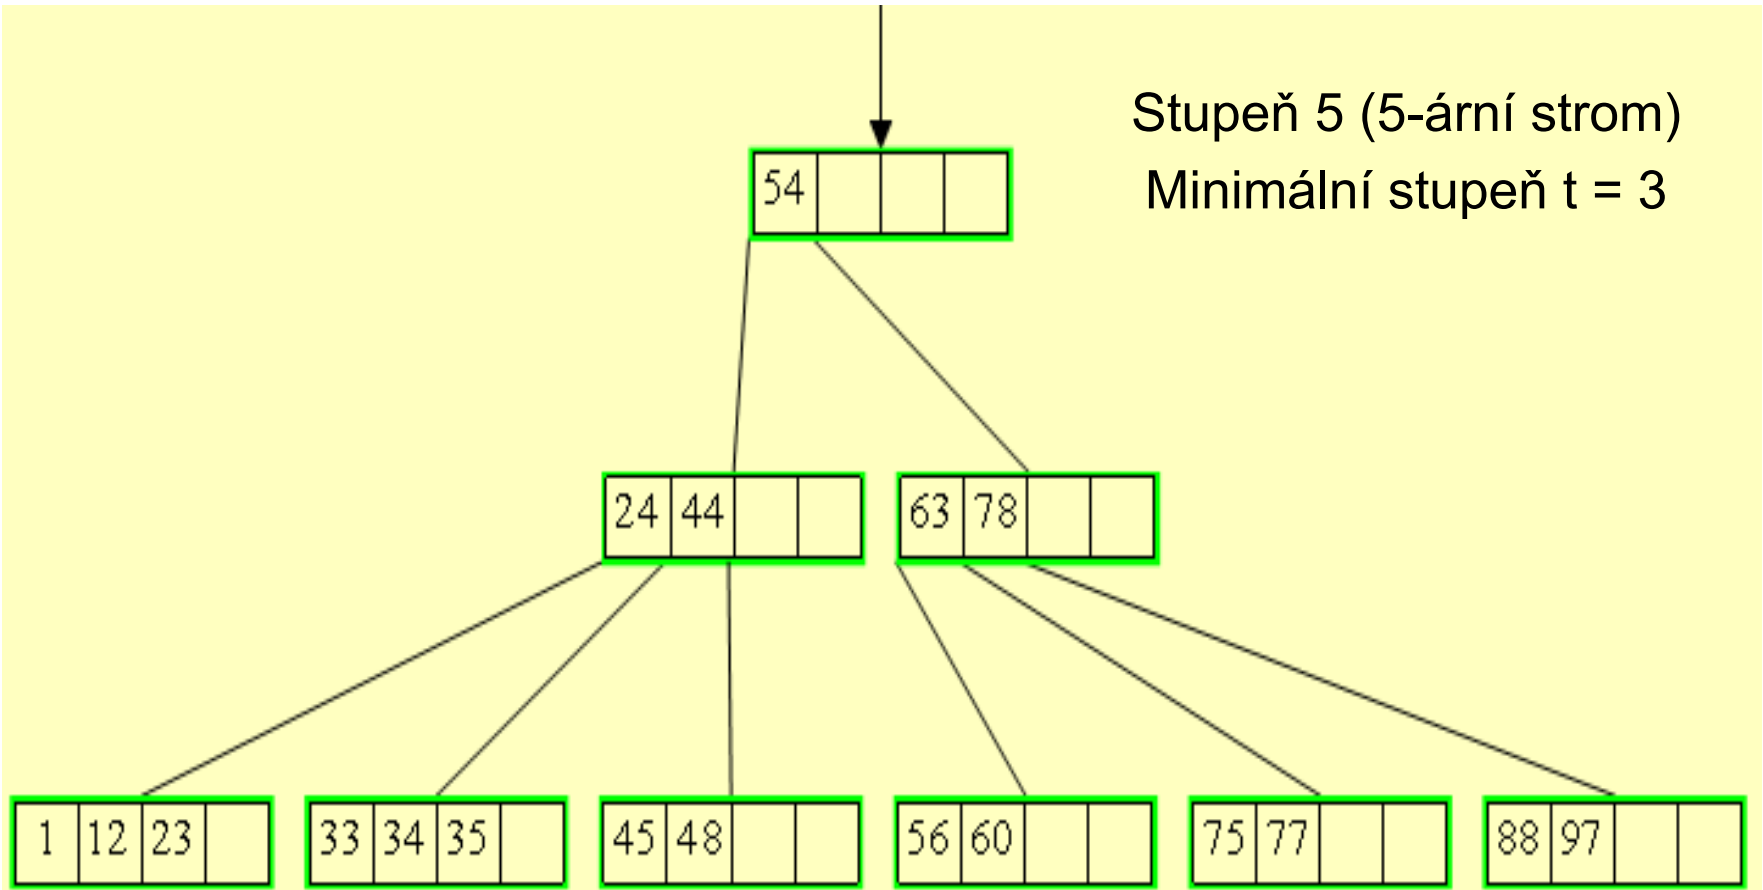 Stupeň 5 (5-ární strom)
Minimální stupeň t = 3
54
24 44
63 78
1 12 23
33 34 35
45 48
56 60
75 77
88 97